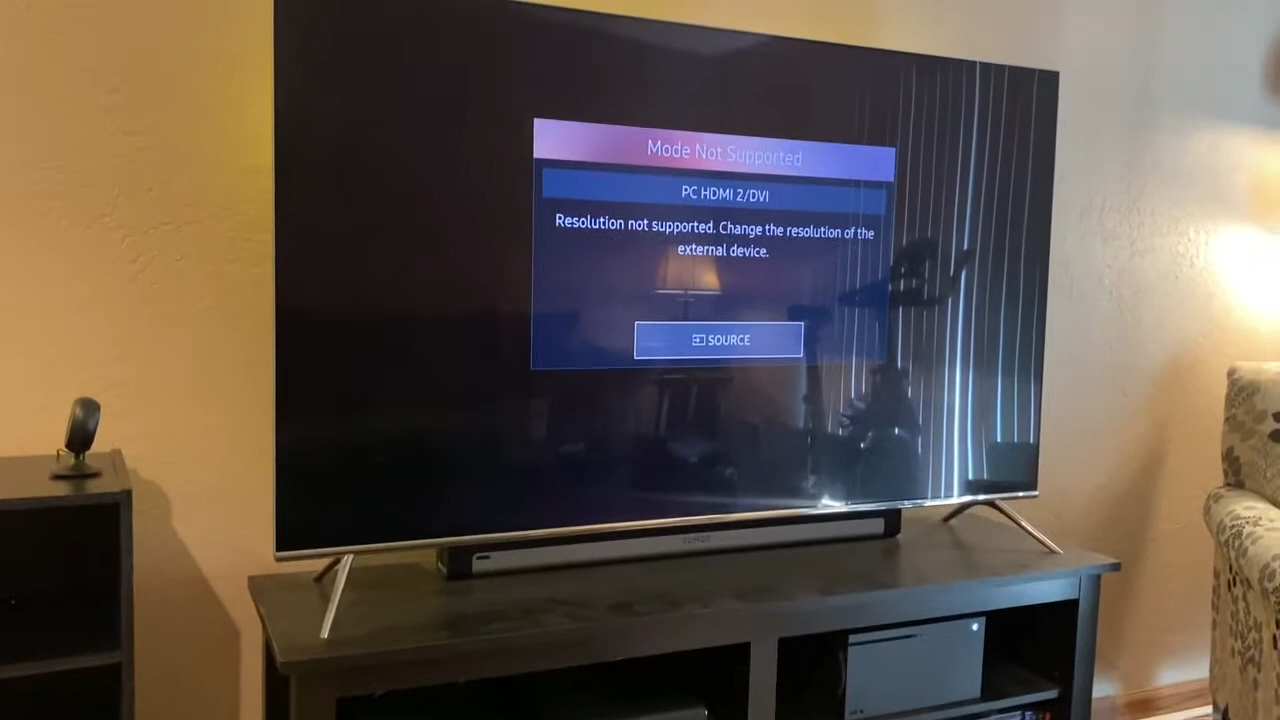 Mode Not Supported
PC HDMI 2/DVI
Resolution not supported. Change the resolution of the
external device.
SOURCE